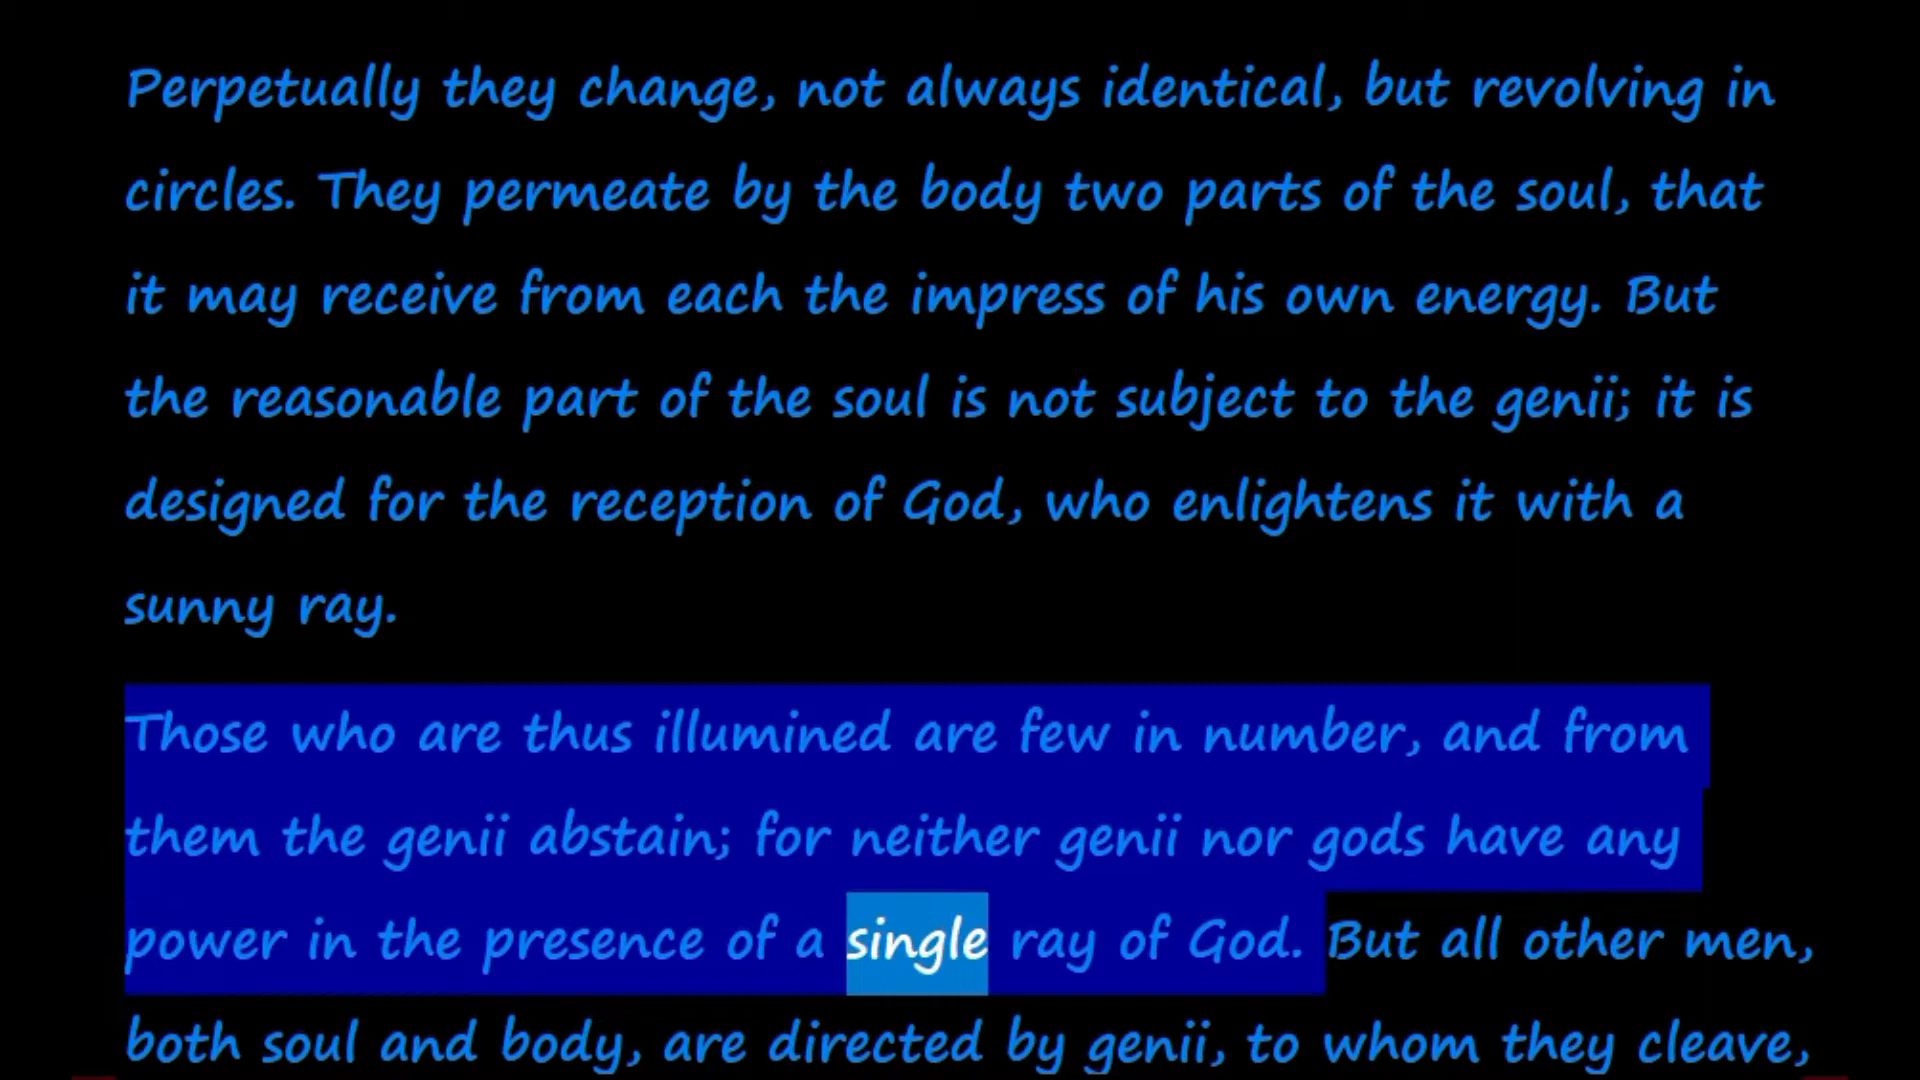 Perpetually they change, not always identical, but revolving in
circles. They permeate by the body two parts of the soul, that
it may receive from each the impress of his own energy. But
the reasonable part of the soul is not subject to the genii; it is
designed for the reception of God, who enlightens it with a
sunny ray.
Those who are thus illumined are few in number, and from
them the genii abstain; for neither genii nor gods have any
power in the presence of a single ray of God. But all other men,
both soul and body, are directed by genii, to whom they cleave,